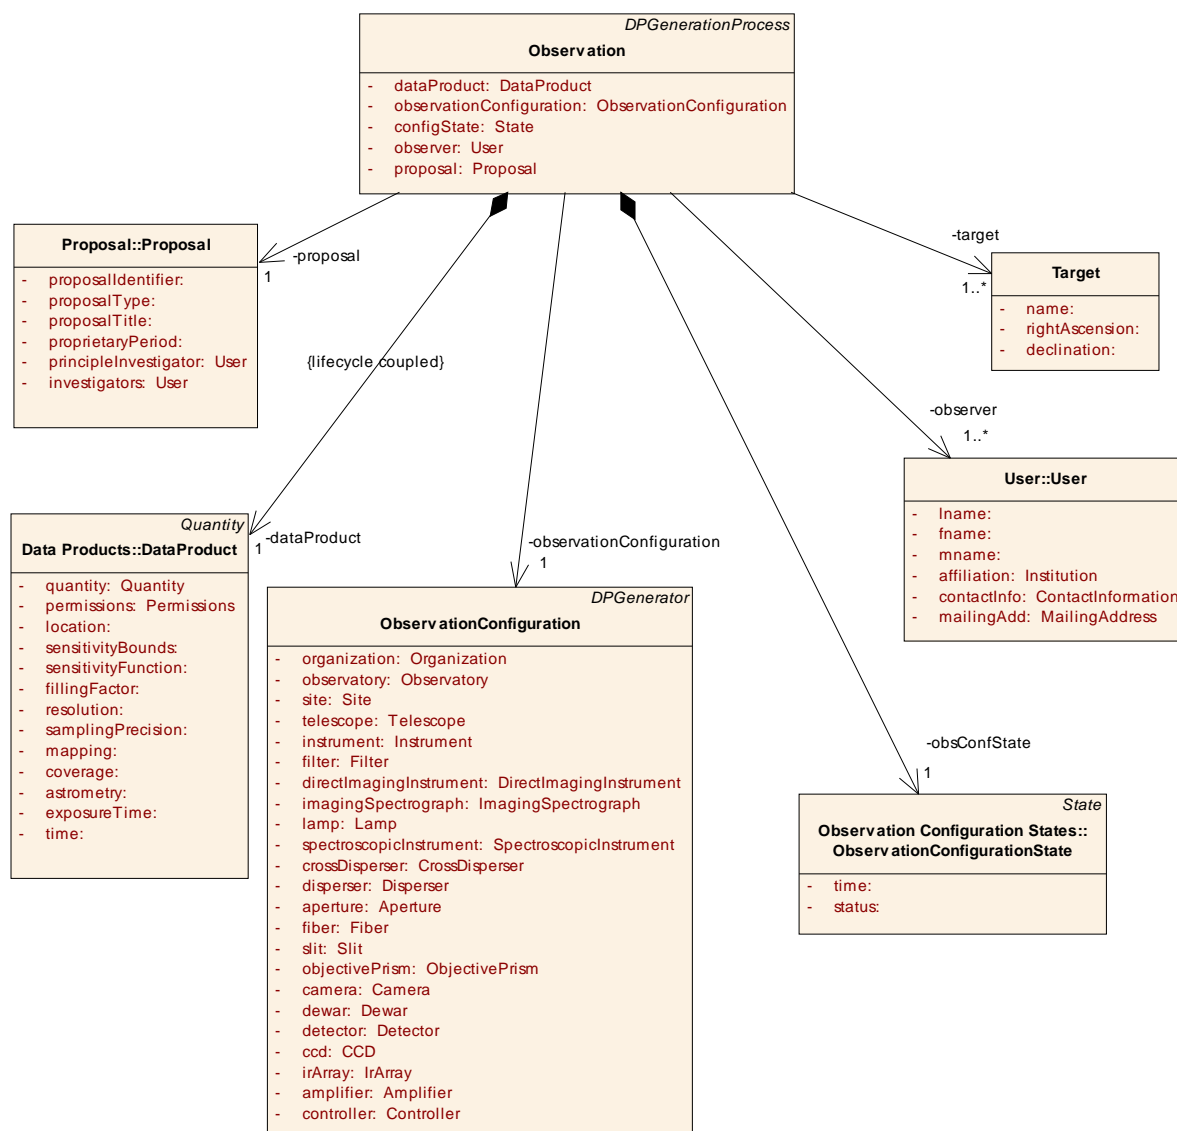 DPGenerationProcess
Observation
- dataProduct: DataProduct
- observationConfiguration: ObservationConfiguration
- configState: State
- observer: User
- proposal: Proposal
Proposal::Proposal
- proposalIdentifier:
- proposalType:
- proposalTitle:
- proprietaryPeriod:
- principleInvestigator: User
- investigators: User
-proposal
1
{lifecycle coupled}
-target
1..*
Target
- name:
- rightAscension:
- declination:
-observer
1..*
User::User
- lname:
- fname:
- mname:
- affiliation: Institution
- contactInfo: ContactInformation
- mailingAdd: MailingAddress
Quantity
Data Products::DataProduct
- quantity: Quantity
- permissions: Permissions
- location:
- sensitivityBounds:
- sensitivityFunction:
- fillingFactor:
- resolution:
- samplingPrecision:
- mapping:
- coverage:
- astrometry:
- exposureTime:
- time:
-dataProduct
1
-observationConfiguration
1
DPGenerator
ObservationConfiguration
- organization: Organization
- observatory: Observatory
- site: Site
- telescope: Telescope
- instrument: Instrument
- filter: Filter
- directImagingInstrument: DirectImagingInstrument
- imagingSpectrograph: ImagingSpectrograph
- lamp: Lamp
- spectroscopicInstrument: SpectroscopicInstrument
- crossDisperser: CrossDisperser
- disperser: Disperser
- aperture: Aperture
- fiber: Fiber
- slit: Slit
- objectivePrism: ObjectivePrism
- camera: Camera
- dewar: Dewar
- detector: Detector
- ccd: CCD
- irArray: IrArray
- amplifier: Amplifier
- controller: Controller
-obsConfState
1
State
Observation Configuration States::
ObservationConfigurationState
- time:
- status: